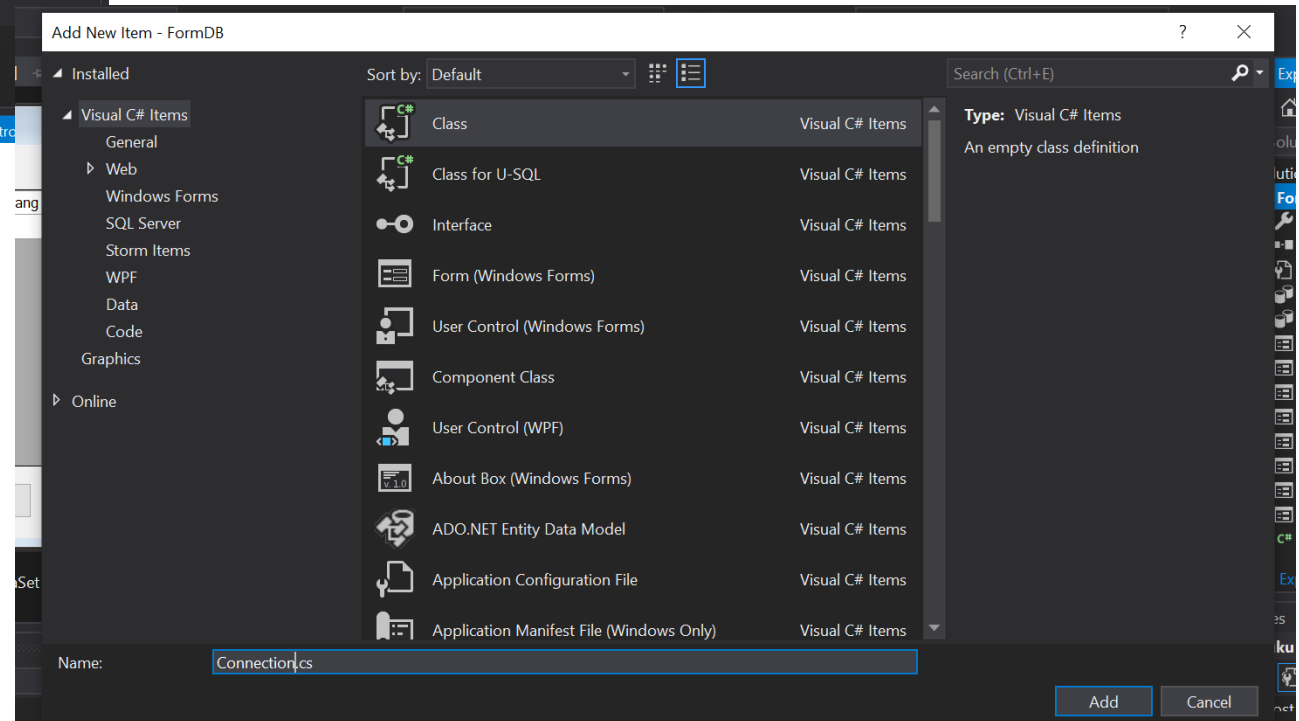 Add New Item - FormDB
?
Installed
Sort by: Default
Search (Ctrl+E)
Visual C# Items
General
Web
Windows Forms
SQL Server
Storm Items
WPF
Data
Code
Graphics
Online
Class Visual C# Items
Class for U-SQL Visual C# Items
Interface Visual C# Items
Form (Windows Forms) Visual C# Items
User Control (Windows Forms) Visual C# Items
Component Class Visual C# Items
User Control (WPF) Visual C# Items
About Box (Windows Forms) Visual C# Items
ADO.NET Entity Data Model Visual C# Items
Application Configuration File Visual C# Items
Application Manifest File (Windows Only) Visual C# Items
Type: Visual C# Items
An empty class definition
Name: Connection.cs
Add Cancel
ang
C#